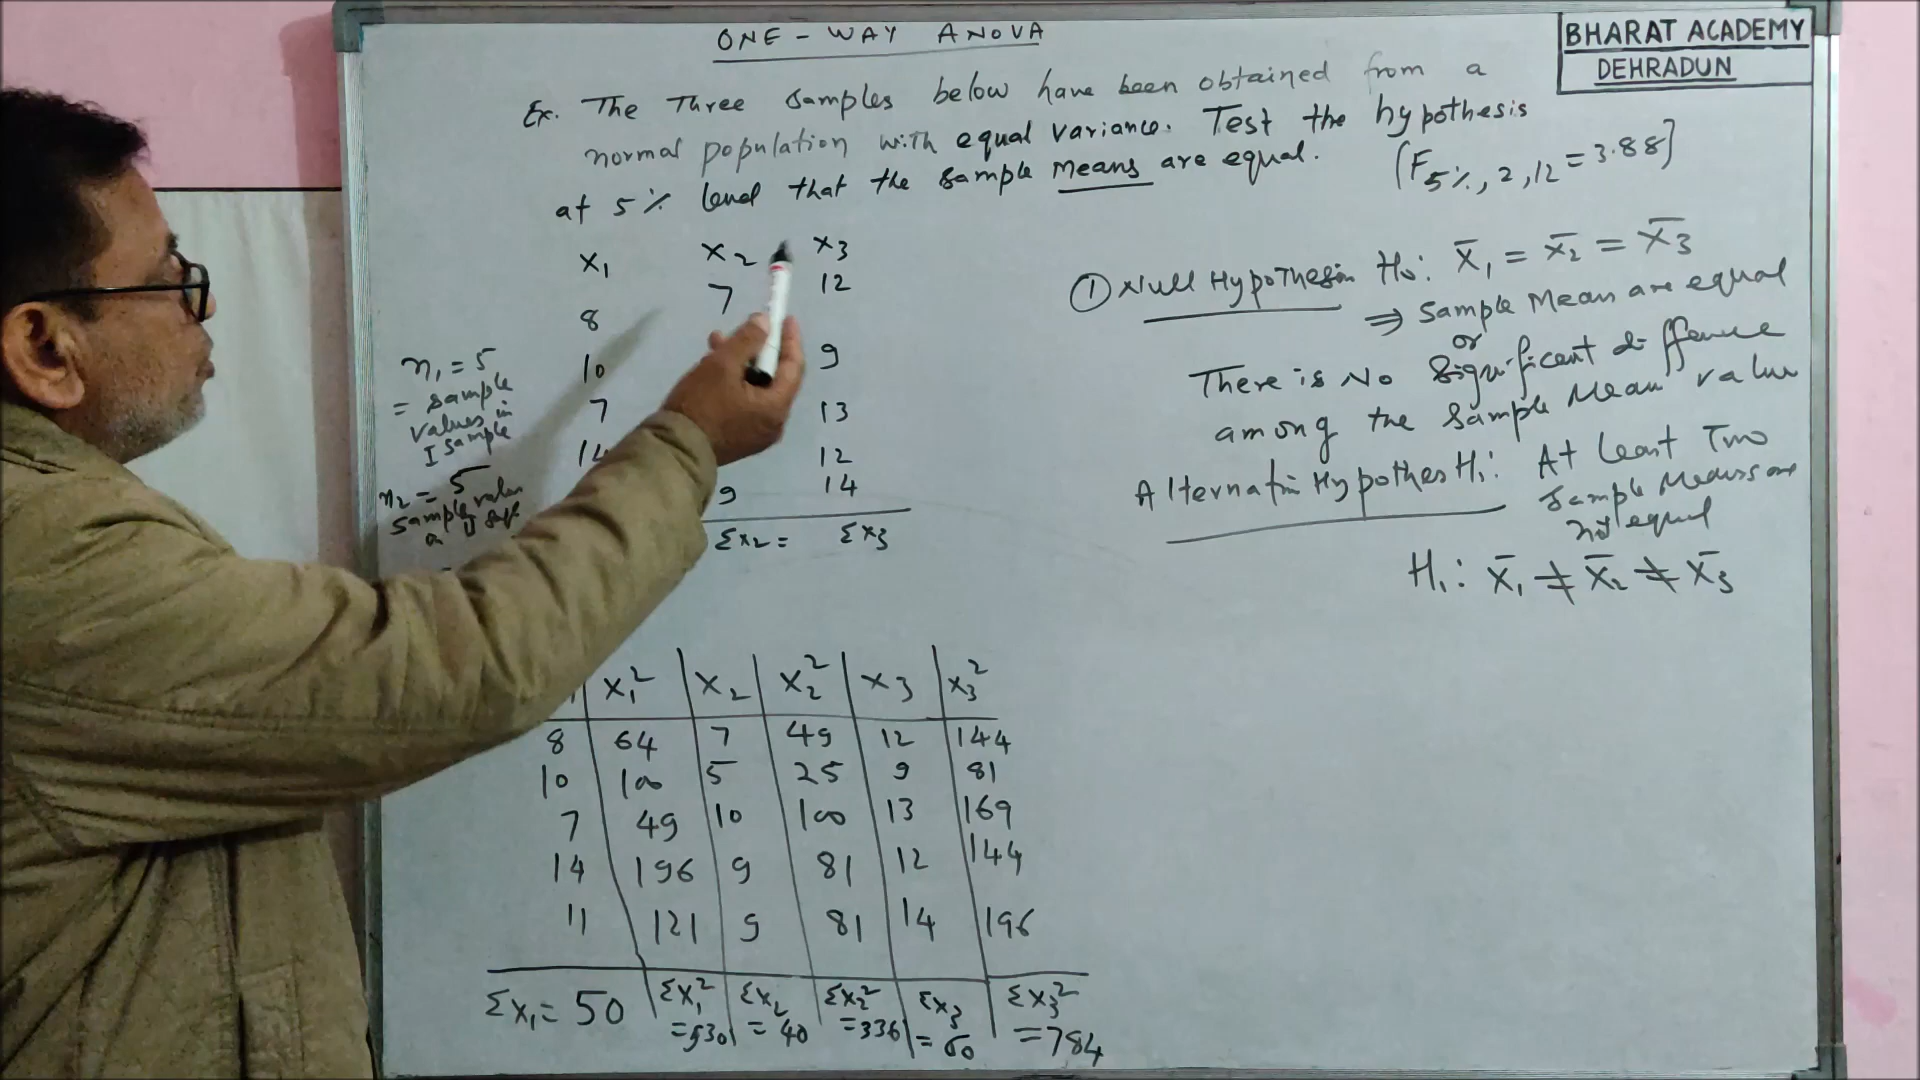 ONE-WAY ANOVA
BHARAT ACADEMY
DEHRADUN
Ex. The Three samples below have been obtained from a
normal population with equal variance. Test the hypothesis
at 5% level that the sample Means are equal.
(F5%, 2, 12 = 3.88]
x1 x2 x3
8 7 12
10 9
7 13
14 12
9 14
Σx2 = Σx3
n1 = 5
= sample
values in
I sample
n2 = 5
sample values
① Null Hypothesis H0: x̄1 = x̄2 = x̄3
⇒ Sample Mean are equal
or
There is No Significant difference
among the sample Mean value
Alternatin Hypothes H1: At least Two
Sample Means are
not equal
H1: x̄1 ≠ x̄2 ≠ x̄3
x1² x2 x2² x3 x3²
8 64 7 49 12 144
10 100 5 25 9 81
7 49 10 100 13 169
14 196 9 81 12 144
11 121 9 81 14 196
Σx1 = 50 Σx1² = 530 Σx2 = 40 Σx2² = 336 Σx3 = 60 Σx3² = 784